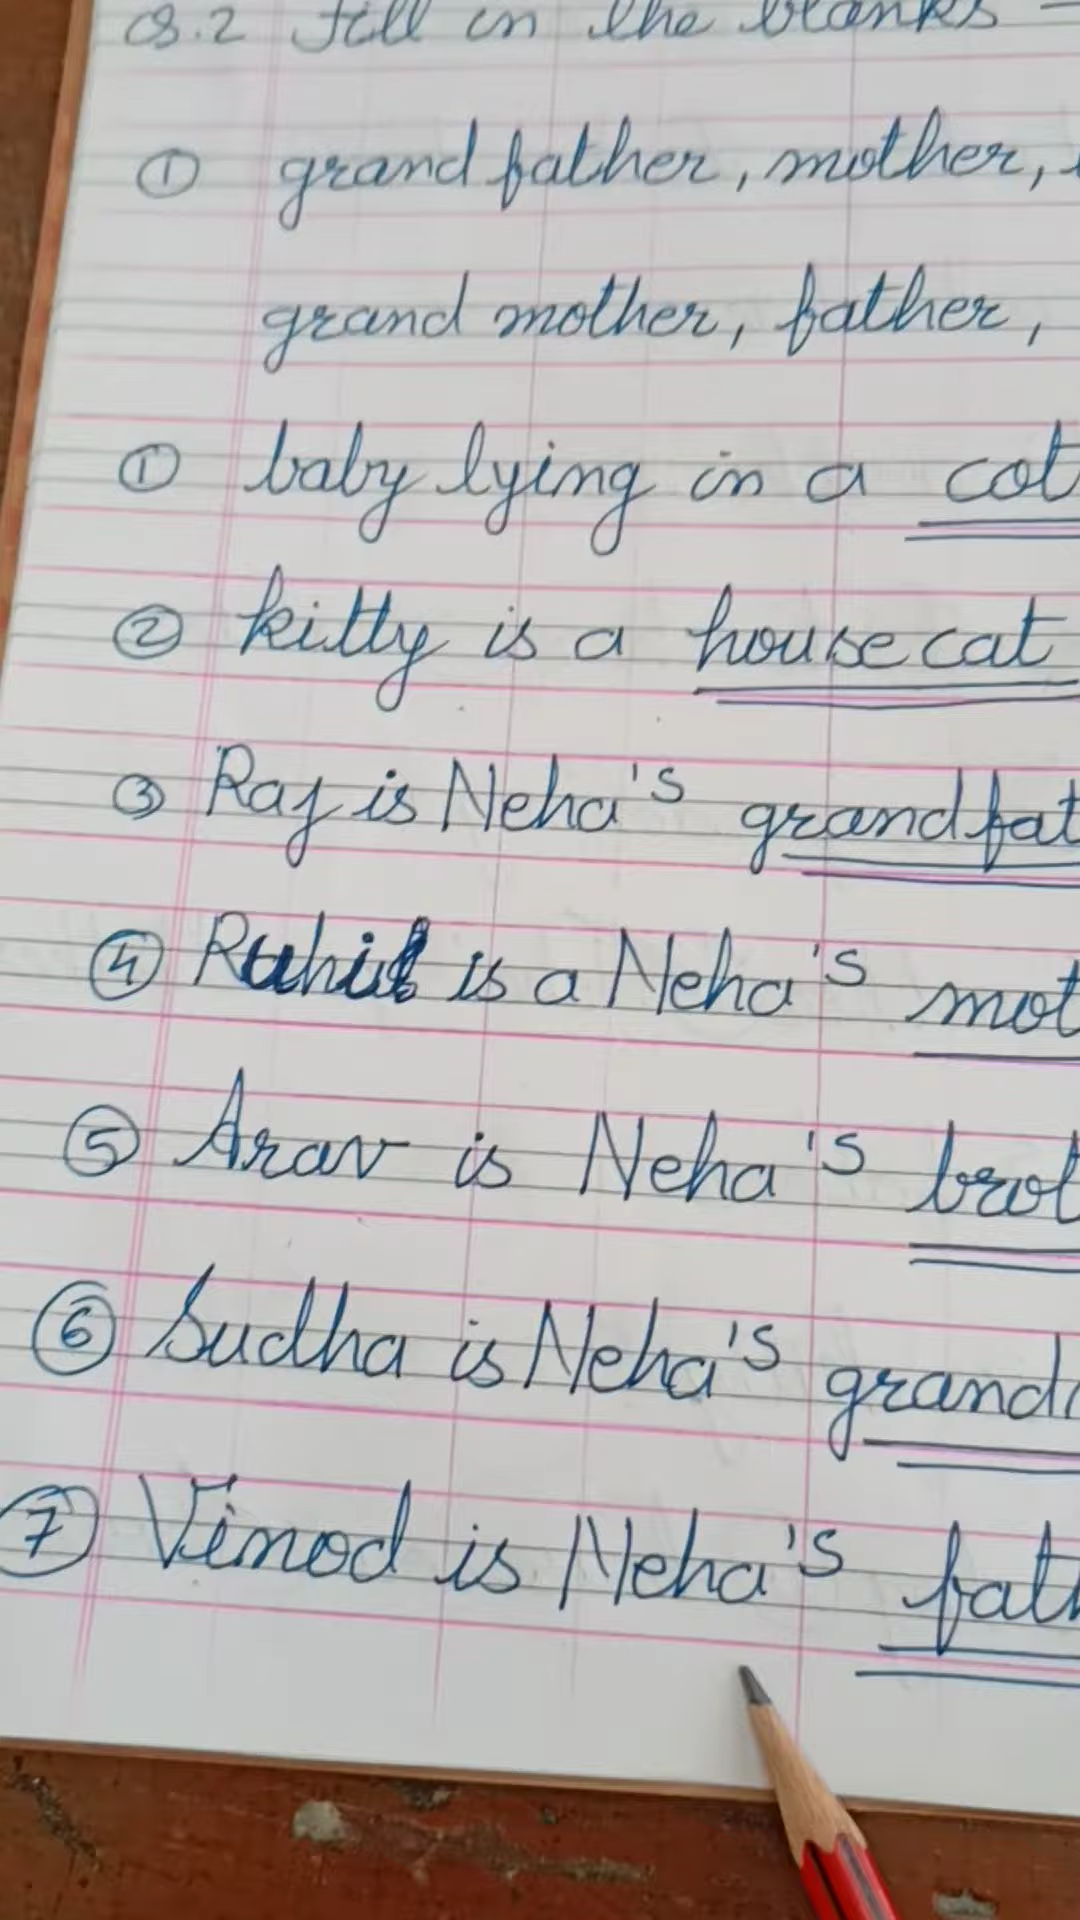 Q.2 Fill in the blanks -
① grand father, mother,
grand mother, father,
① baby lying in a cot
② kitty is a house cat
③ Raj is Neha's grandfat
④ is a Neha's mot
⑤ Arav is Neha's brot
⑥ Sudha is Neha's grand
⑦ Vinod is Neha's fath